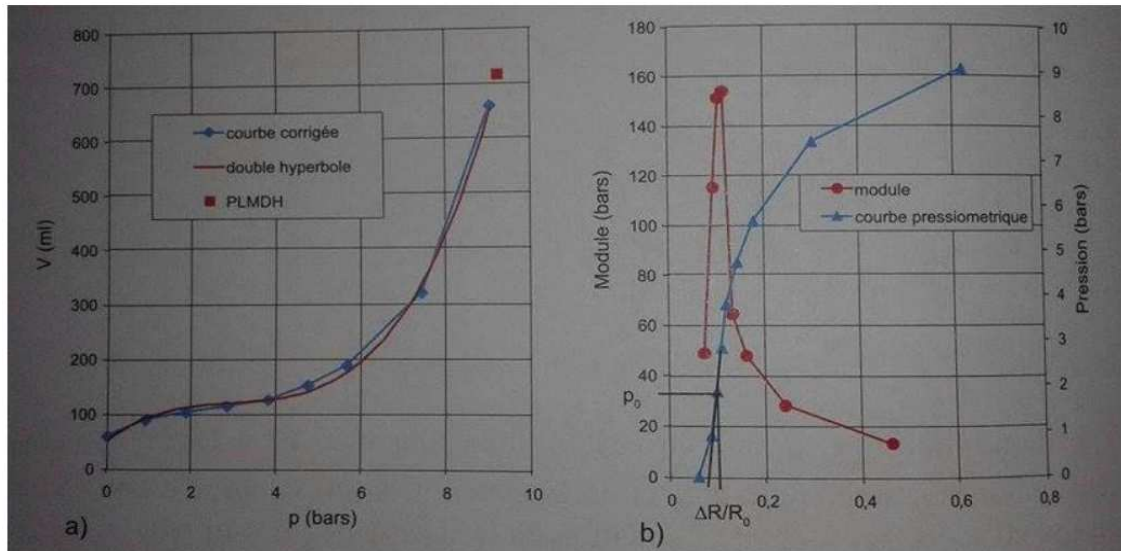 800
700
600
500
400
300
200
100
0
V (ml)
courbe corrigée
double hyperbole
PLMDH
0 2 4 6 8 10
p (bars)
a)
180
160
140
120
100
80
60
40
20
0
Module (bars)
p₀
module
courbe pressiometrique
10
9
8
7
6
5
4
3
2
1
0
Pression (bars)
0 0,2 0,4 0,6 0,8
ΔR/R₀
b)